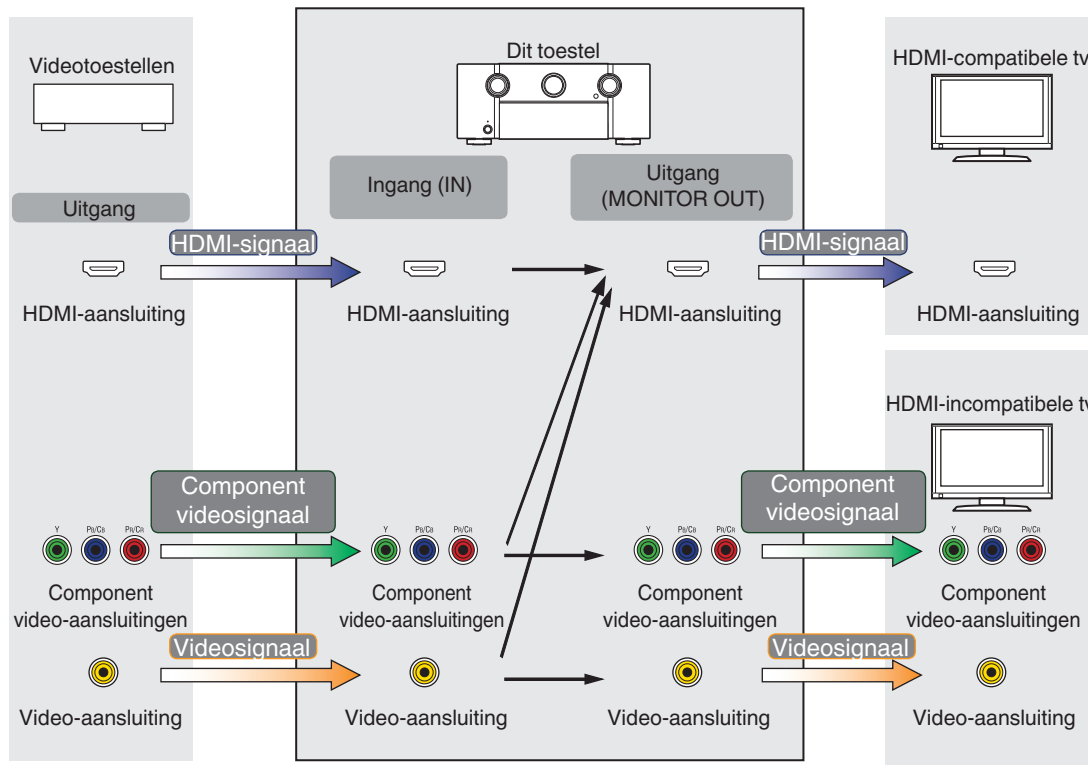 Videotoestellen
Dit toestel
HDMI-compatibele tv
Uitgang
Ingang (IN)
Uitgang
(MONITOR OUT)
HDMI-signaal
HDMI-signaal
HDMI-aansluiting
HDMI-aansluiting
HDMI-aansluiting
HDMI-aansluiting
HDMI-incompatibele tv
Component
videosignaal
Component
videosignaal
Y PB/CB PR/CR
Y PB/CB PR/CR
Y PB/CB PR/CR
Y PB/CB PR/CR
Component
video-aansluitingen
Component
video-aansluitingen
Component
video-aansluitingen
Component
video-aansluitingen
Videosignaal
Videosignaal
Video-aansluiting
Video-aansluiting
Video-aansluiting
Video-aansluiting